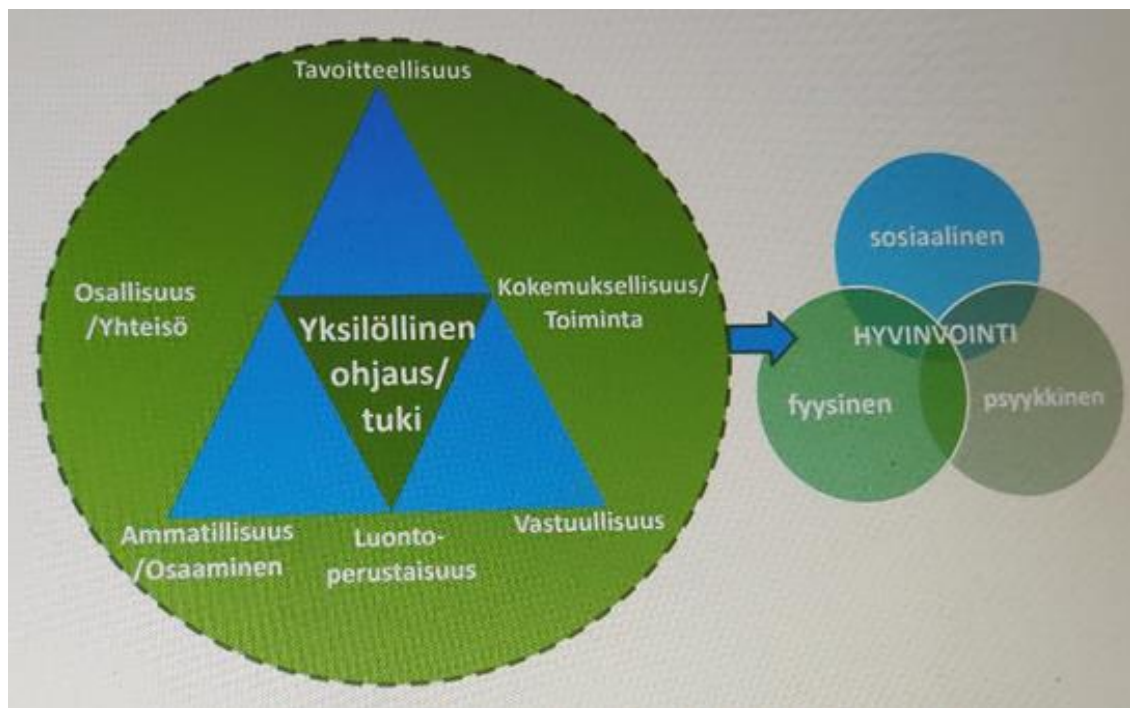 Tavoitteellisuus
Osallisuus
/Yhteisö
Kokemuksellisuus/
Toiminta
Yksilöllinen
ohjaus/
tuki
Ammatillisuus
/Osaaminen
Luonto-
perustaisuus
Vastuullisuus
sosiaalinen
HYVINVOINTI
fyysinen
psyykkinen